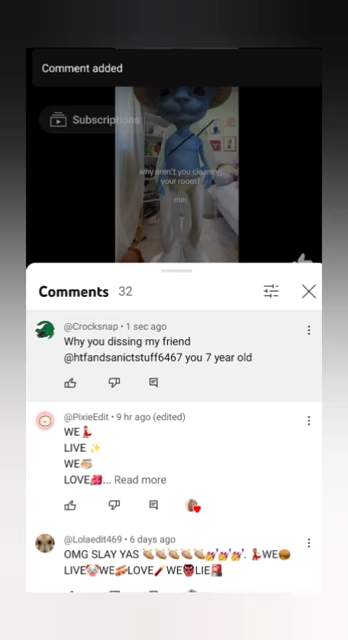 Comment added
Subscriptions
why aren't you cleaning
your room?
me:
Comments 32
@Crocksnap • 1 sec ago
Why you dissing my friend
@htfandsanictstuff6467 you 7 year old
@PixieEdit • 9 hr ago (edited)
WE💃
LIVE ✨
WE
LOVE🌺... Read more
@Lolaedit469 • 6 days ago
OMG SLAY YAS 👏👏👏👏👏💅💅💅. 💃WE🍔
LIVE🤡WE🥓LOVE🧨WE👹LIE🚨